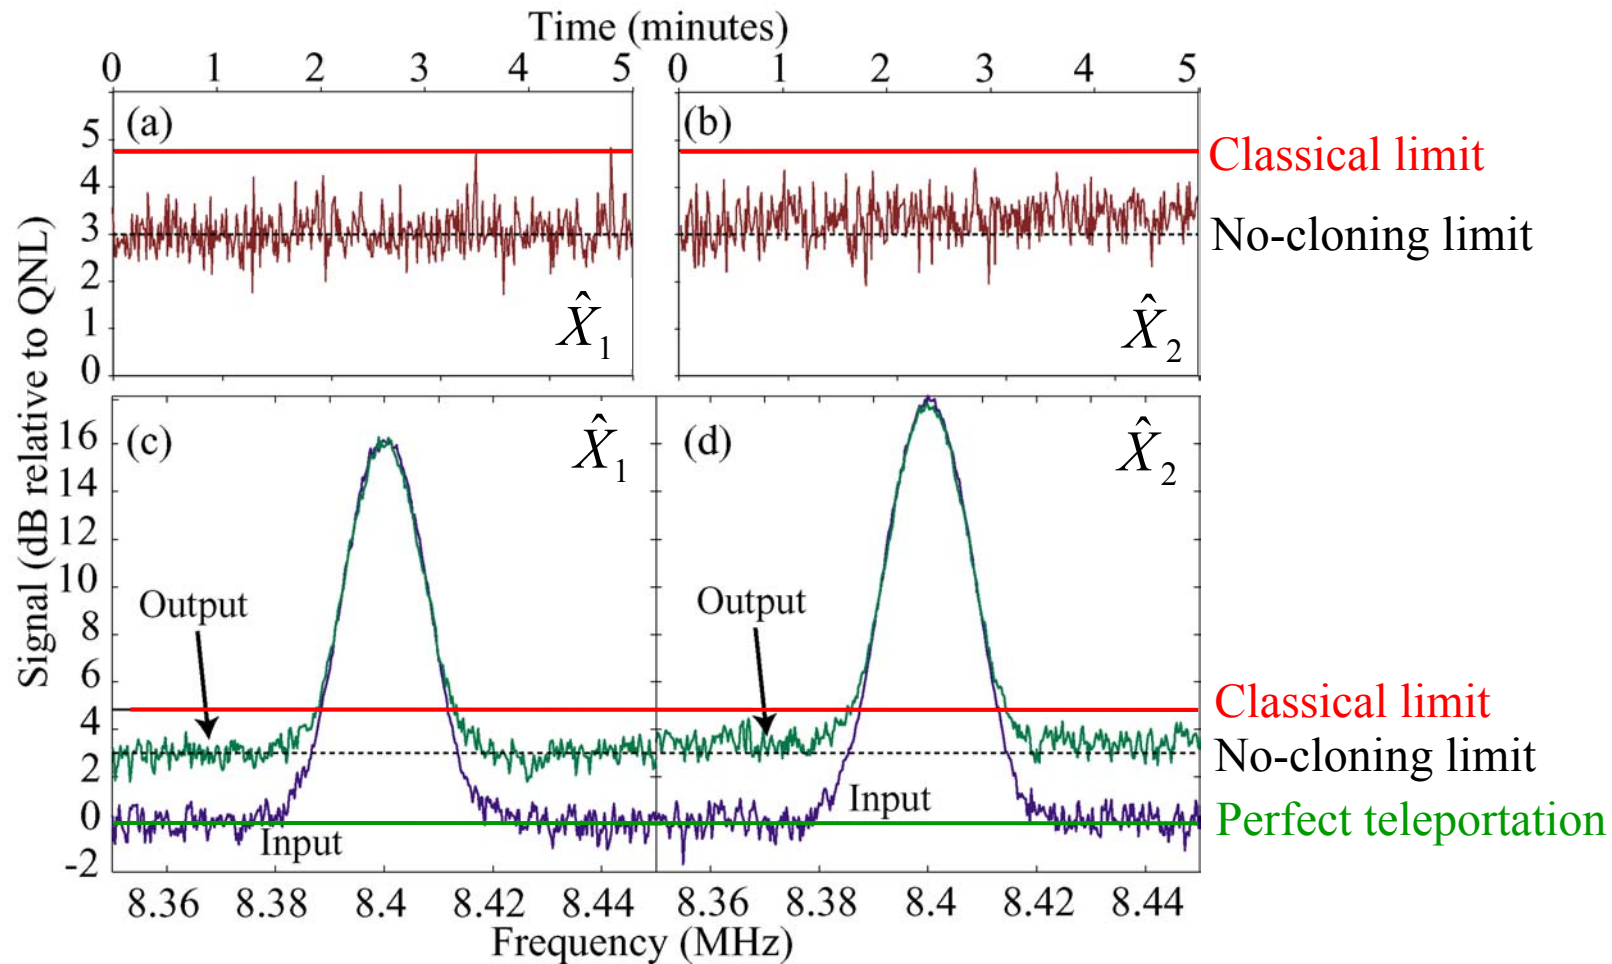 Time (minutes)
0 1 2 3 4 5
0 1 2 3 4 5
(a)
(b)
5
4
3
2
1
0
X̂1
X̂2
Classical limit
No-cloning limit
Signal (dB relative to QNL)
(c)
(d)
X̂1
X̂2
16
14
12
10
8
6
4
2
0
-2
Output
Output
Input
Input
Classical limit
No-cloning limit
Perfect teleportation
8.36 8.38 8.4 8.42 8.44
8.36 8.38 8.4 8.42 8.44
Frequency (MHz)